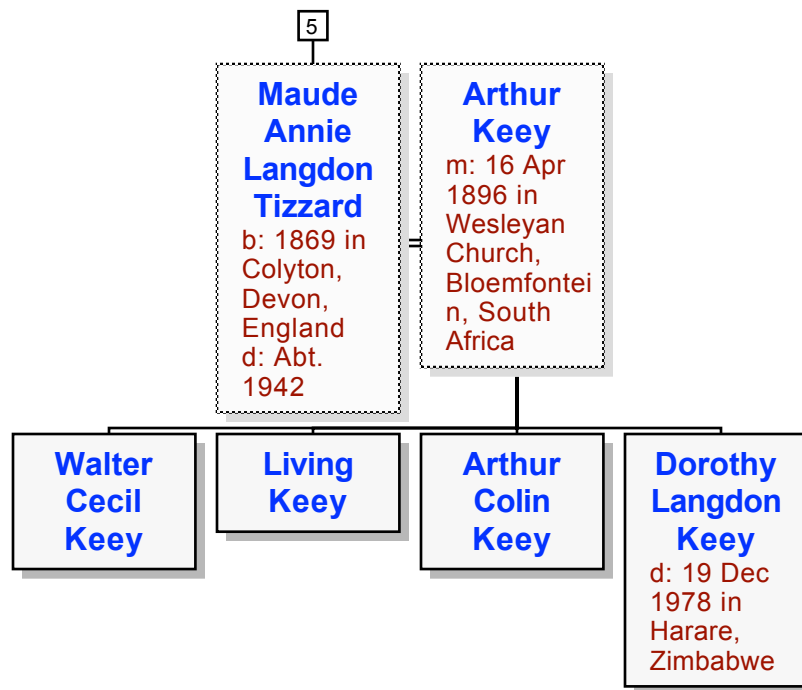 5
Maude
Annie
Langdon
Tizzard
b: 1869 in
Colyton,
Devon,
England
d: Abt.
1942
Arthur
Keey
m: 16 Apr
1896 in
Wesleyan
Church,
Bloemfontei
n, South
Africa
Walter
Cecil
Keey
Living
Keey
Arthur
Colin
Keey
Dorothy
Langdon
Keey
d: 19 Dec
1978 in
Harare,
Zimbabwe